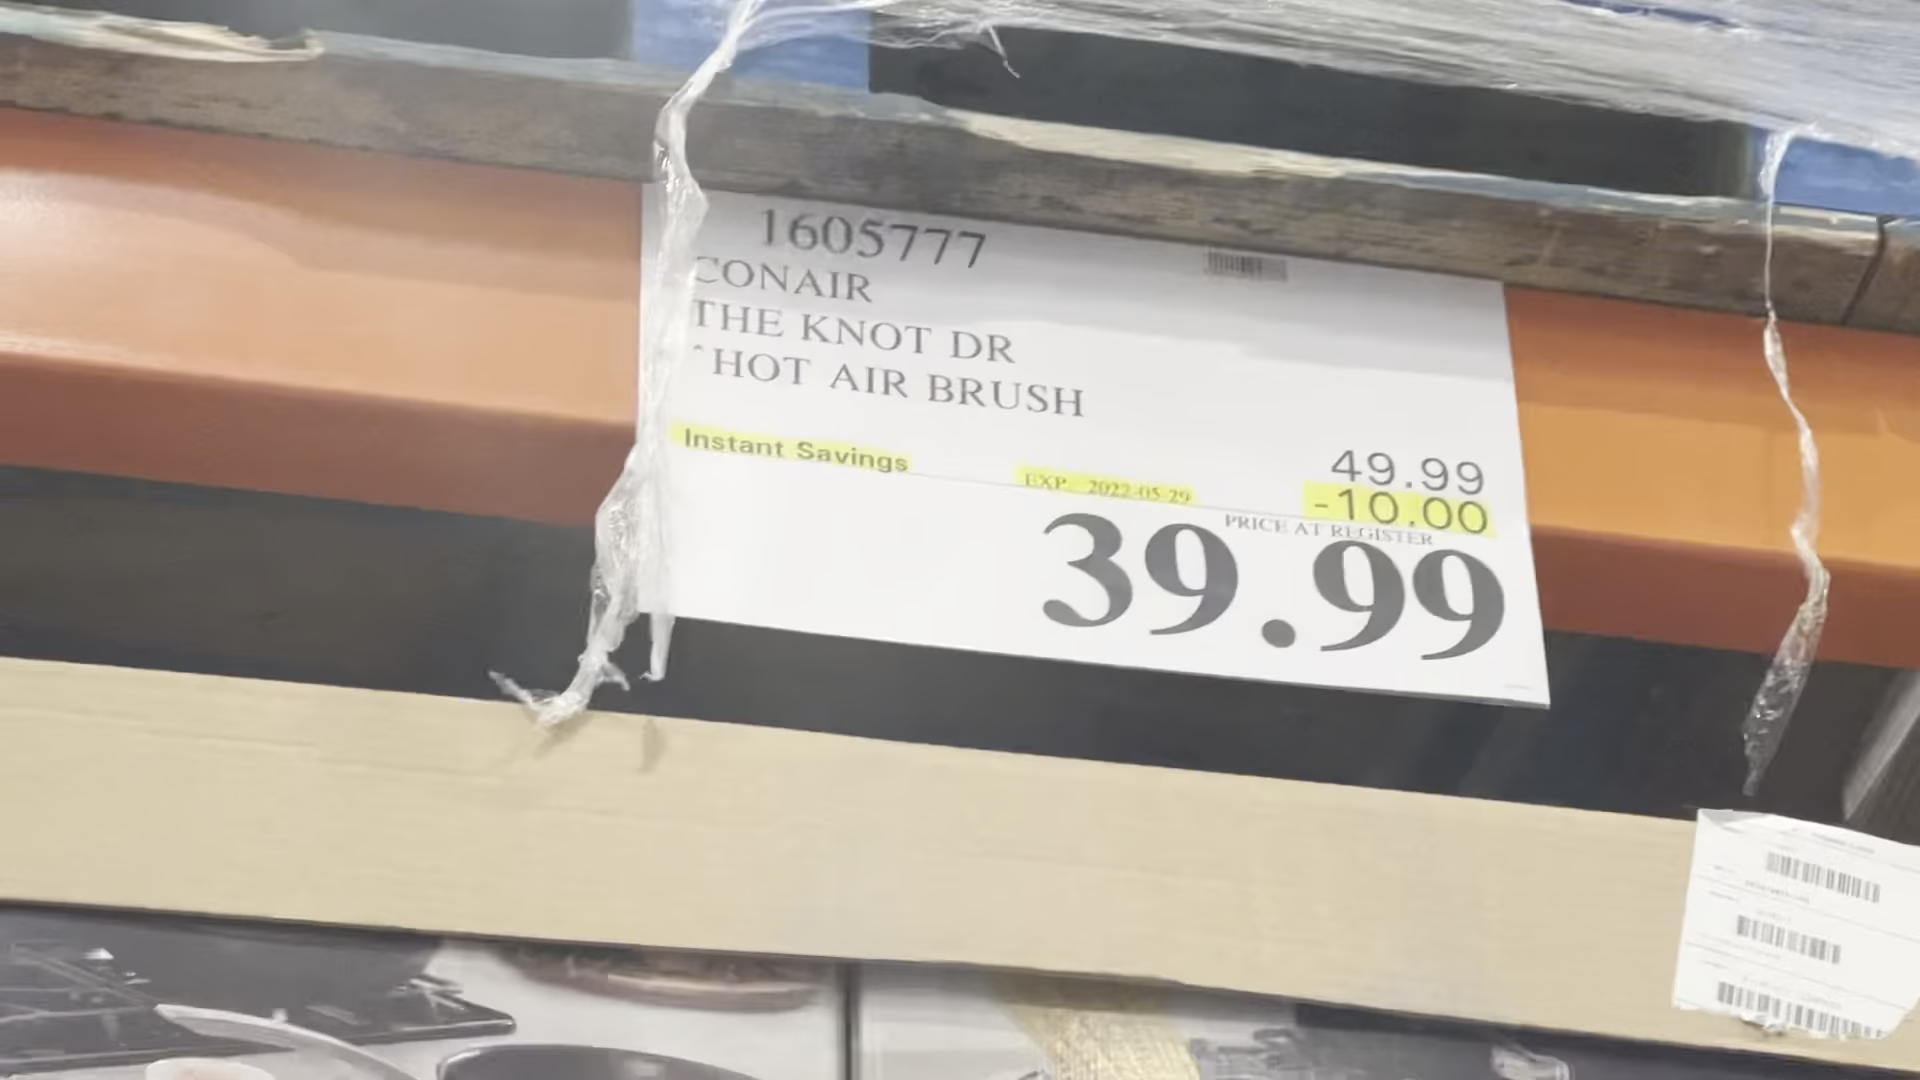 1605777
CONAIR
THE KNOT DR
HOT AIR BRUSH
49.99
Instant Savings EXP. 2022-05-29 -10.00
PRICE AT REGISTER
39.99